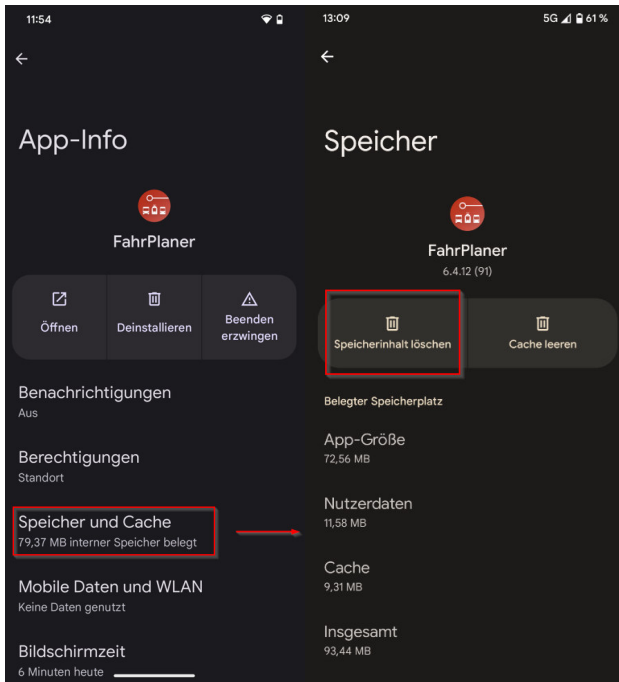 11:54
App-Info
FahrPlaner
Öffnen
Deinstallieren
Beenden
erzwingen
Benachrichtigungen
Aus
Berechtigungen
Standort
Speicher und Cache
79,37 MB interner Speicher belegt
Mobile Daten und WLAN
Keine Daten genutzt
Bildschirmzeit
6 Minuten heute
13:09
5G 61 %
Speicher
FahrPlaner
6.4.12 (91)
Speicherinhalt löschen
Cache leeren
Belegter Speicherplatz
App-Größe
72,56 MB
Nutzerdaten
11,58 MB
Cache
9,31 MB
Insgesamt
93,44 MB